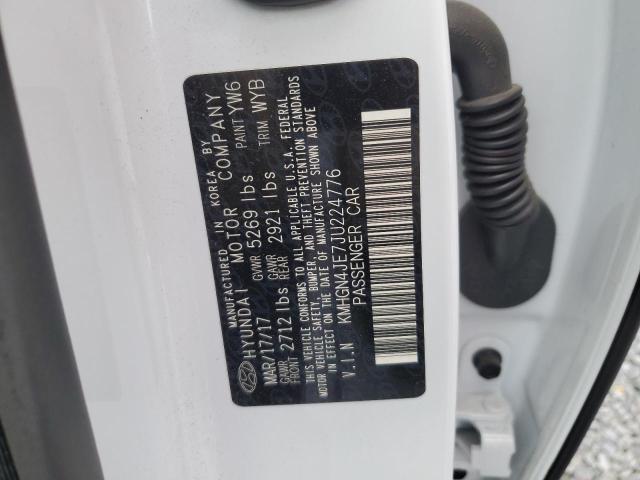 MANUFACTURED IN KOREA BY
HYUNDAI MOTOR COMPANY
MAR/17/17 GVWR 5269 lbs PAINT YW6
GAWR FRONT 2712 lbs GAWR REAR 2921 lbs TRIM WYB
THIS VEHICLE CONFORMS TO ALL APPLICABLE U.S.A. FEDERAL
MOTOR VEHICLE SAFETY, BUMPER, AND THEFT PREVENTION STANDARDS
IN EFFECT ON THE DATE OF MANUFACTURE SHOWN ABOVE
V.I.N KMHGN4JE7JU224776
PASSENGER CAR